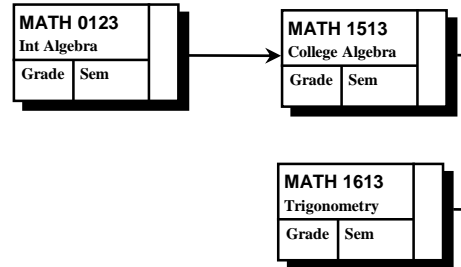 MATH 0123
Int Algebra
Grade Sem
MATH 1513
College Algebra
Grade Sem
MATH 1613
Trigonometry
Grade Sem